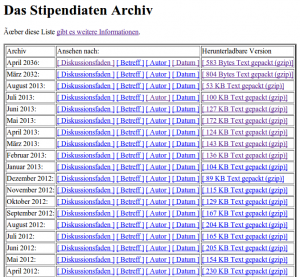 Das Stipendiaten Archiv
Ãœber diese Liste gibt es weitere Informationen.
Archiv Ansehen nach: Herunterladbare Version
April 2036: [ Diskussionsfaden ] [ Betreff ] [ Autor ] [ Datum ] [ 583 Bytes Text gepackt (gzip)]
März 2032: [ Diskussionsfaden ] [ Betreff ] [ Autor ] [ Datum ] [ 804 Bytes Text gepackt (gzip)]
August 2013: [ Diskussionsfaden ] [ Betreff ] [ Autor ] [ Datum ] [ 53 KB Text gepackt (gzip)]
Juli 2013: [ Diskussionsfaden ] [ Betreff ] [ Autor ] [ Datum ] [ 100 KB Text gepackt (gzip)]
Juni 2013: [ Diskussionsfaden ] [ Betreff ] [ Autor ] [ Datum ] [ 127 KB Text gepackt (gzip)]
Mai 2013: [ Diskussionsfaden ] [ Betreff ] [ Autor ] [ Datum ] [ 172 KB Text gepackt (gzip)]
April 2013: [ Diskussionsfaden ] [ Betreff ] [ Autor ] [ Datum ] [ 124 KB Text gepackt (gzip)]
März 2013: [ Diskussionsfaden ] [ Betreff ] [ Autor ] [ Datum ] [ 143 KB Text gepackt (gzip)]
Februar 2013: [ Diskussionsfaden ] [ Betreff ] [ Autor ] [ Datum ] [ 136 KB Text gepackt (gzip)]
Januar 2013: [ Diskussionsfaden ] [ Betreff ] [ Autor ] [ Datum ] [ 104 KB Text gepackt (gzip)]
Dezember 2012: [ Diskussionsfaden ] [ Betreff ] [ Autor ] [ Datum ] [ 89 KB Text gepackt (gzip)]
November 2012: [ Diskussionsfaden ] [ Betreff ] [ Autor ] [ Datum ] [ 115 KB Text gepackt (gzip)]
Oktober 2012: [ Diskussionsfaden ] [ Betreff ] [ Autor ] [ Datum ] [ 129 KB Text gepackt (gzip)]
September 2012: [ Diskussionsfaden ] [ Betreff ] [ Autor ] [ Datum ] [ 167 KB Text gepackt (gzip)]
August 2012: [ Diskussionsfaden ] [ Betreff ] [ Autor ] [ Datum ] [ 204 KB Text gepackt (gzip)]
Juli 2012: [ Diskussionsfaden ] [ Betreff ] [ Autor ] [ Datum ] [ 165 KB Text gepackt (gzip)]
Juni 2012: [ Diskussionsfaden ] [ Betreff ] [ Autor ] [ Datum ] [ 205 KB Text gepackt (gzip)]
Mai 2012: [ Diskussionsfaden ] [ Betreff ] [ Autor ] [ Datum ] [ 154 KB Text gepackt (gzip)]
April 2012: [ Diskussionsfaden ] [ Betreff ] [ Autor ] [ Datum ] [ 230 KB Text gepackt (gzip)]